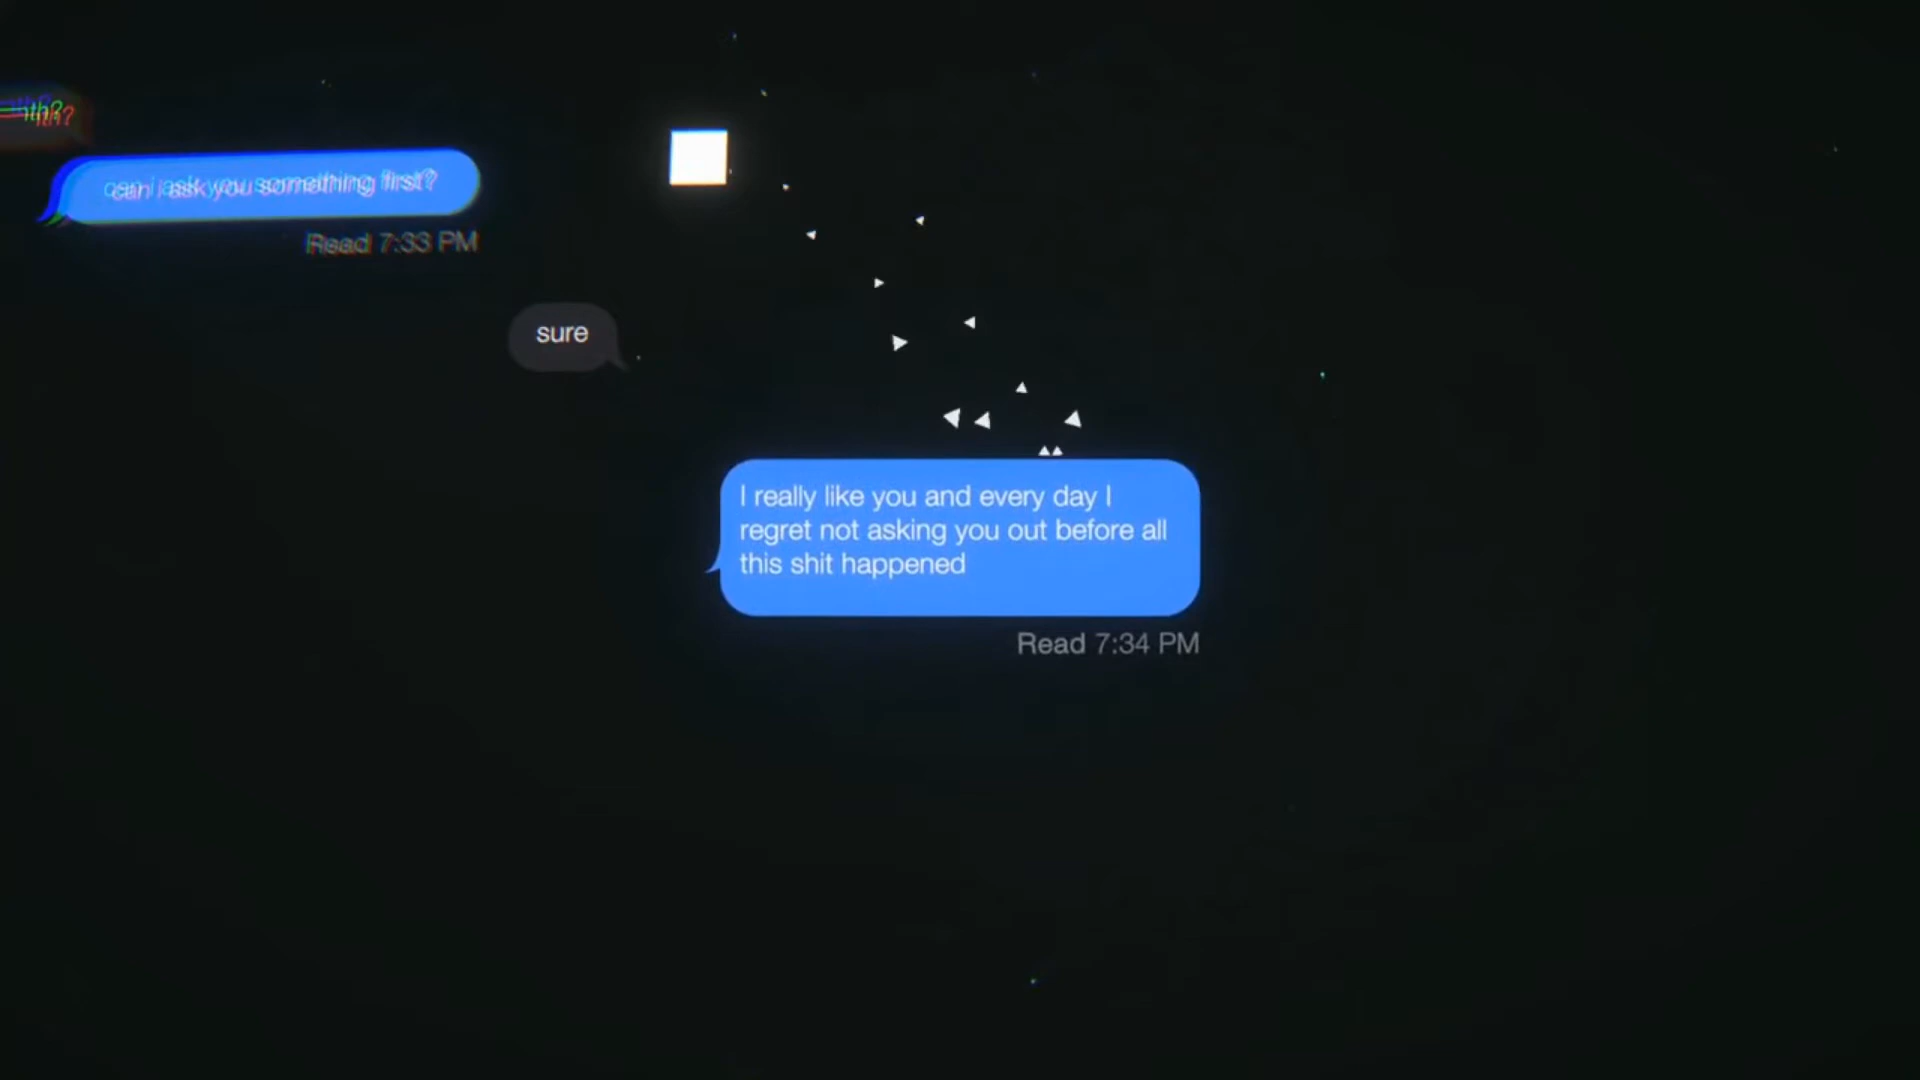 can i ask you something first?
Read 7:33 PM
sure
I really like you and every day I
regret not asking you out before all
this shit happened
Read 7:34 PM